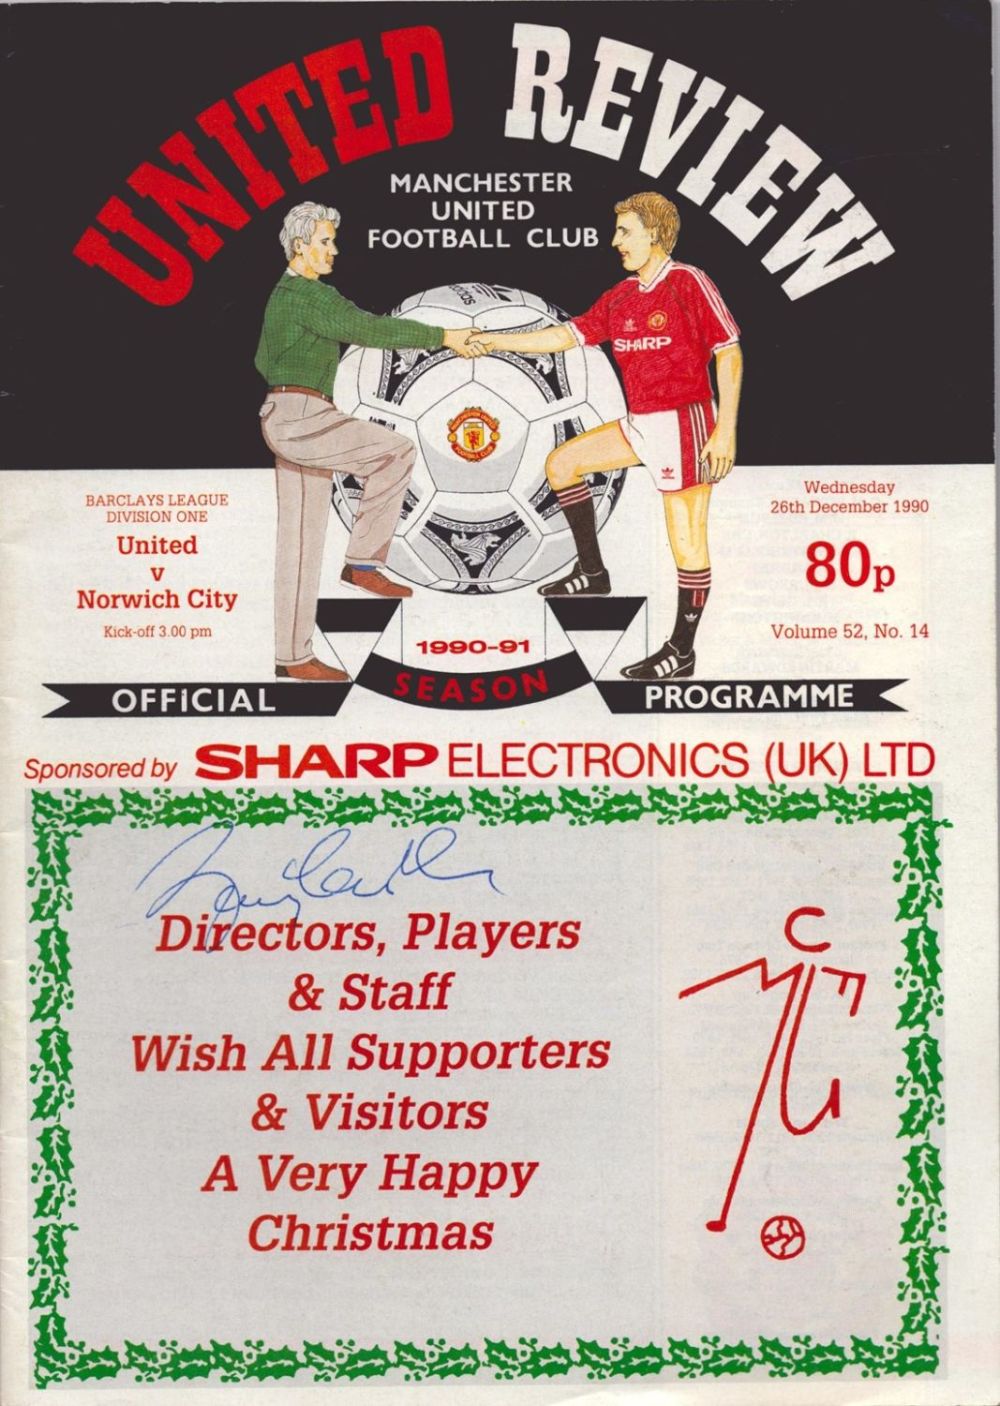 UNITED REVIEW
MANCHESTER
UNITED
FOOTBALL CLUB
adidas
SHARP
BARCLAYS LEAGUE
DIVISION ONE
United
v
Norwich City
Kick-off 3.00 pm
Wednesday
26th December 1990
80p
Volume 52, No. 14
1990-91
SEASON
OFFICIAL
PROGRAMME
Sponsored by SHARP ELECTRONICS (UK) LTD
Directors, Players
& Staff
Wish All Supporters
& Visitors
A Very Happy
Christmas